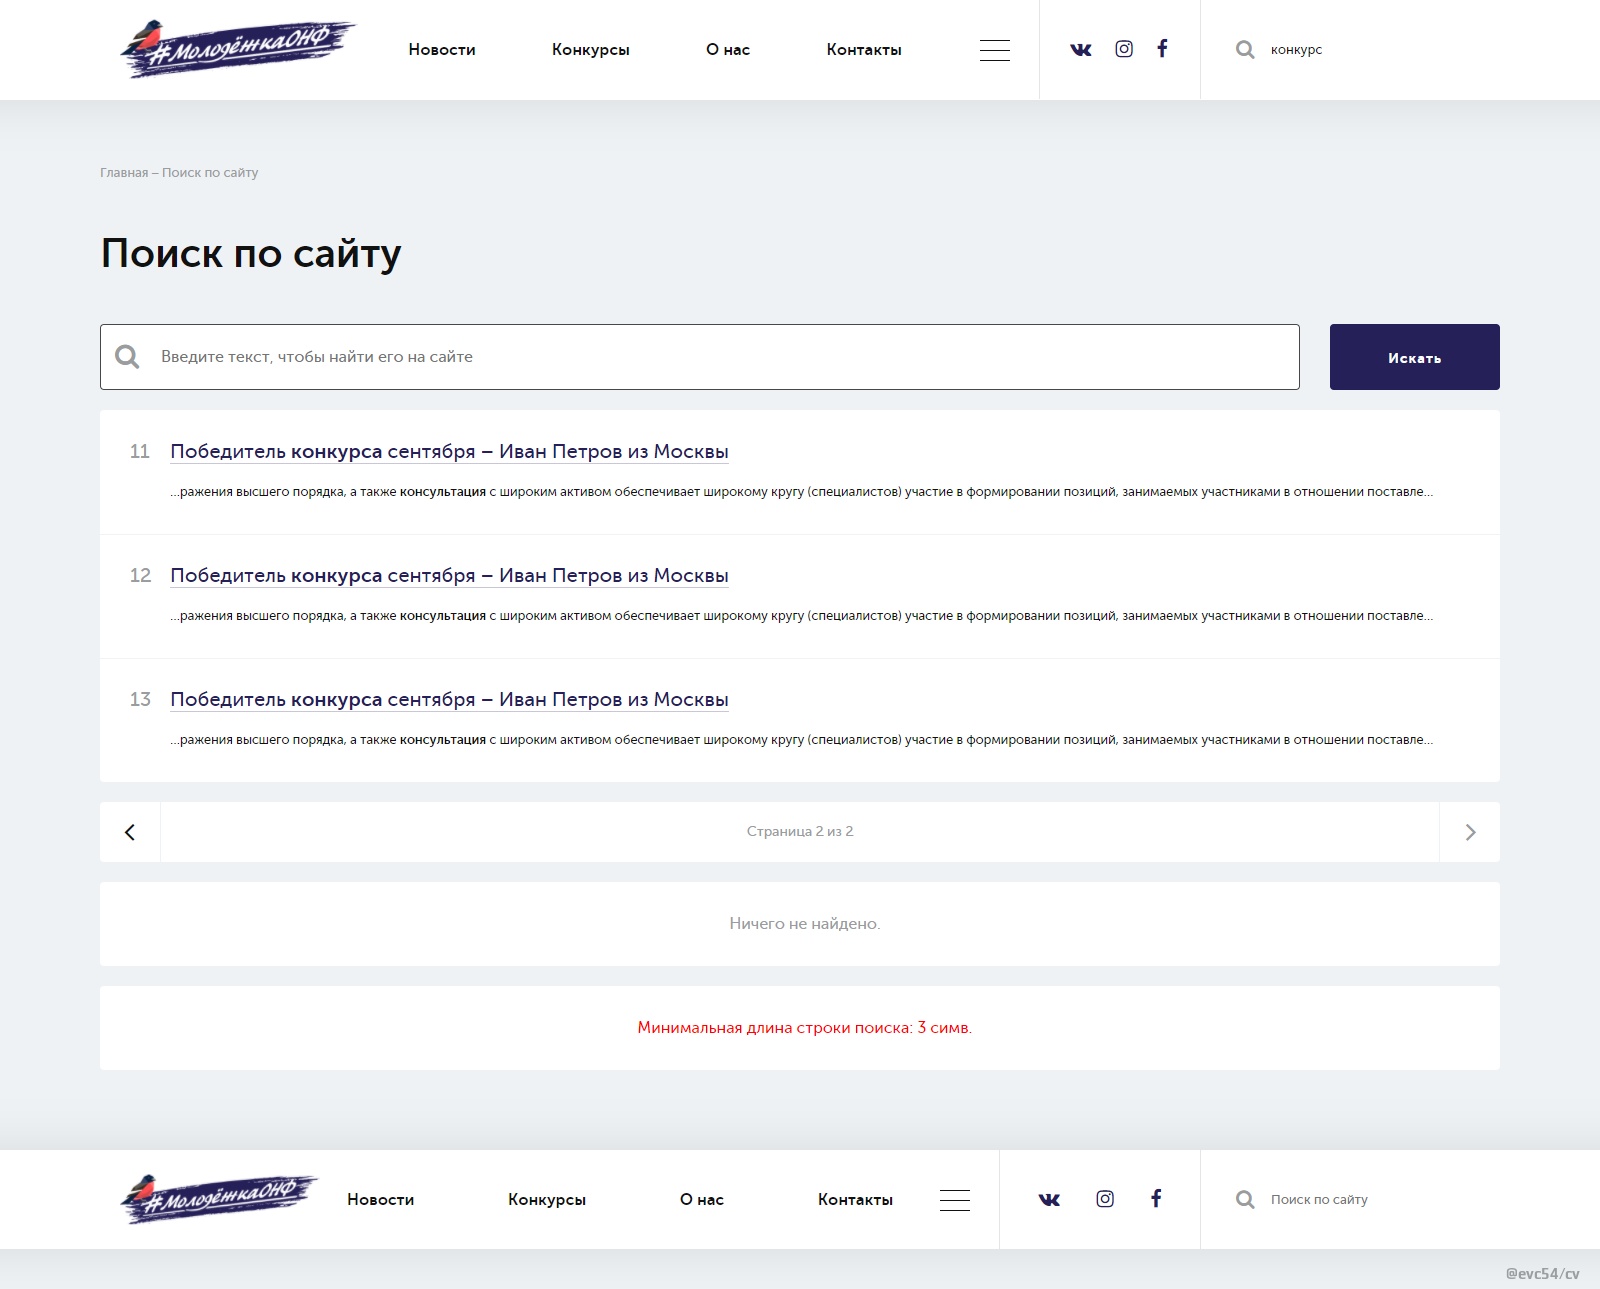 #МолодёжкаОНФ
Новости
Конкурсы
О нас
Контакты
конкурс
Главная – Поиск по сайту
Поиск по сайту
Введите текст, чтобы найти его на сайте
Искать
11 Победитель конкурса сентября – Иван Петров из Москвы
...ражения высшего порядка, а также консультация с широким активом обеспечивает широкому кругу (специалистов) участие в формировании позиций, занимаемых участниками в отношении поставле...
12 Победитель конкурса сентября – Иван Петров из Москвы
...ражения высшего порядка, а также консультация с широким активом обеспечивает широкому кругу (специалистов) участие в формировании позиций, занимаемых участниками в отношении поставле...
13 Победитель конкурса сентября – Иван Петров из Москвы
...ражения высшего порядка, а также консультация с широким активом обеспечивает широкому кругу (специалистов) участие в формировании позиций, занимаемых участниками в отношении поставле...
Страница 2 из 2
Ничего не найдено.
Минимальная длина строки поиска: 3 симв.
#МолодёжкаОНФ
Новости
Конкурсы
О нас
Контакты
Поиск по сайту
@evc54/cv